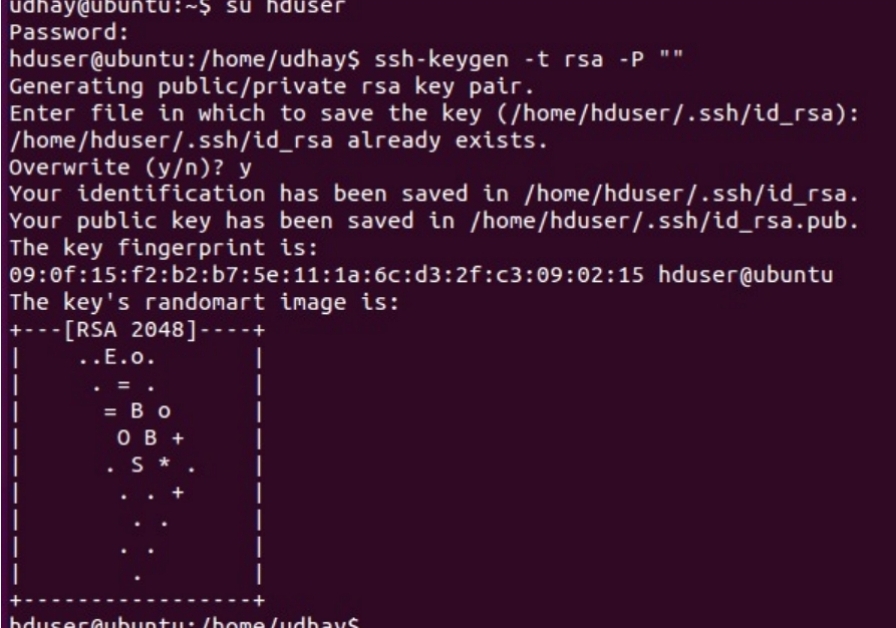 udhay@ubuntu:~$ su hduser
Password:
hduser@ubuntu:/home/udhay$ ssh-keygen -t rsa -P ""
Generating public/private rsa key pair.
Enter file in which to save the key (/home/hduser/.ssh/id_rsa):
/home/hduser/.ssh/id_rsa already exists.
Overwrite (y/n)? y
Your identification has been saved in /home/hduser/.ssh/id_rsa.
Your public key has been saved in /home/hduser/.ssh/id_rsa.pub.
The key fingerprint is:
09:0f:15:f2:b2:b7:5e:11:1a:6c:d3:2f:c3:09:02:15 hduser@ubuntu
The key's randomart image is:
+---[RSA 2048]----+
|    ..E.o.       |
|     . = .       |
|      = B o      |
|       O B +     |
|      . S * .    |
|       . . +     |
|        . .      |
|       . .       |
|        .        |
+-----------------+
hduser@ubuntu:/home/udhay$